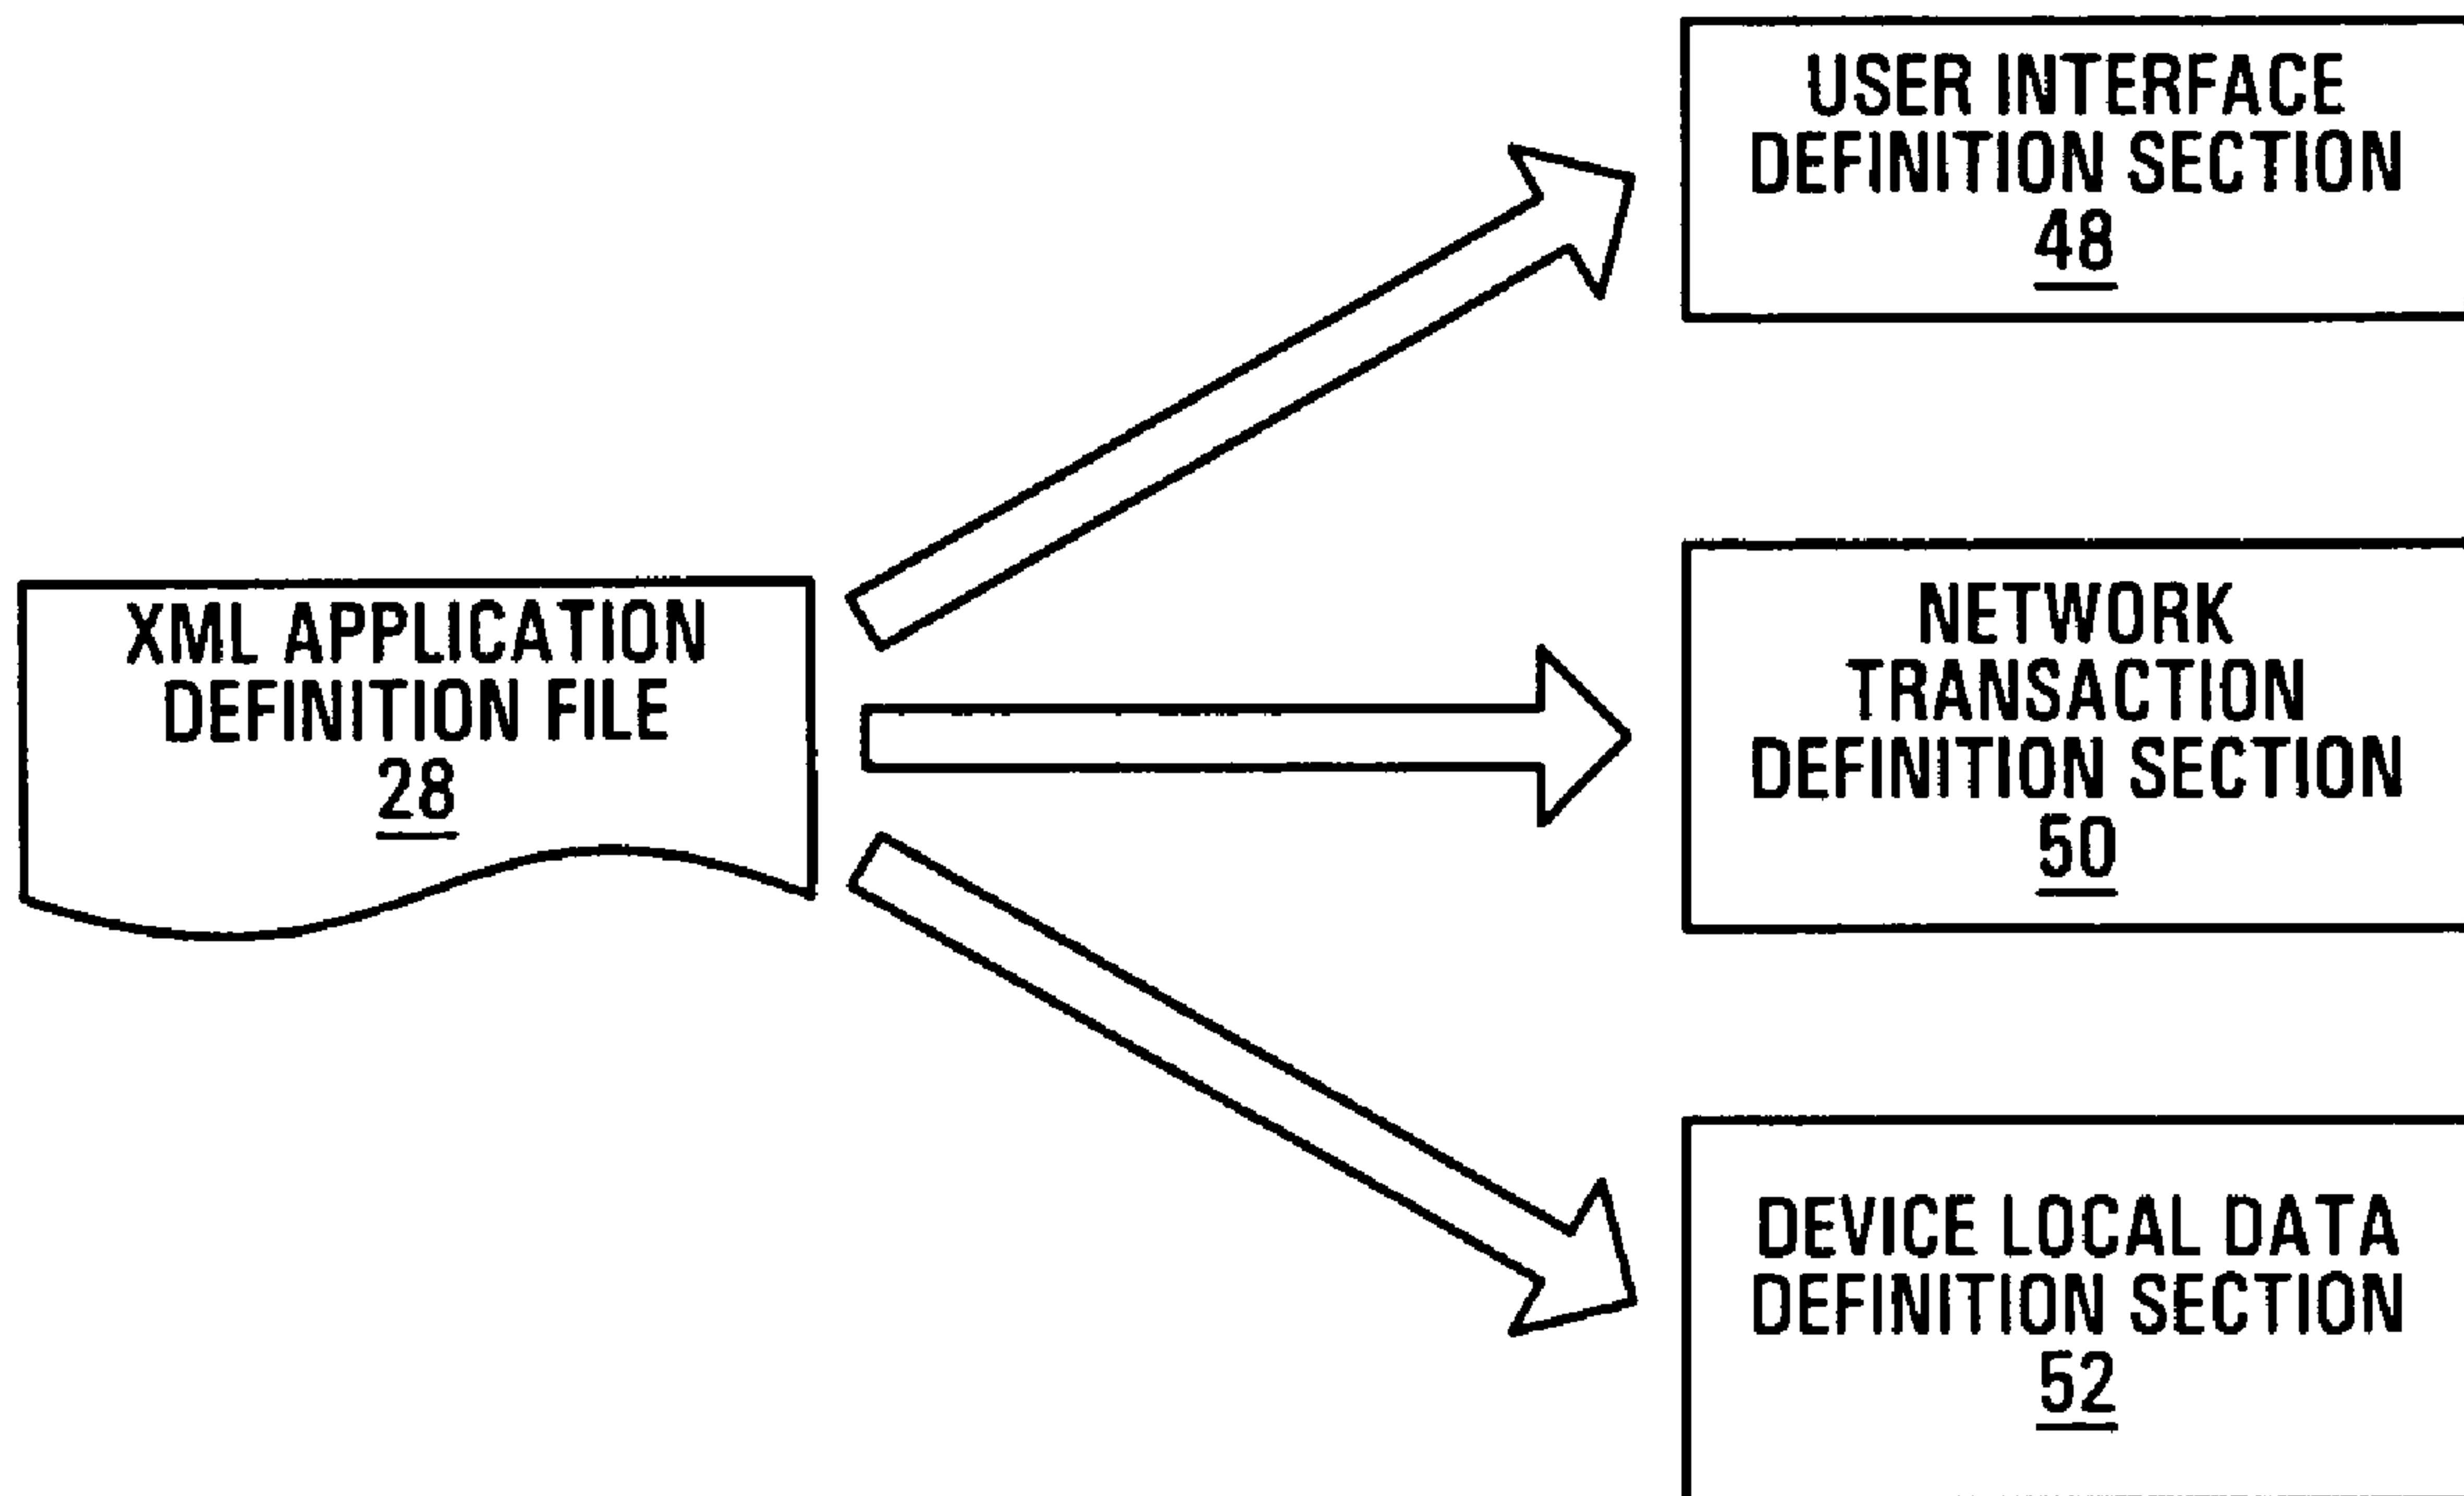 USER INTERFACE
DEFINITION SECTION
48
XML APPLICATION
DEFINITION FILE
28
NETWORK
TRANSACTION
DEFINITION SECTION
50
DEVICE LOCAL DATA
DEFINITION SECTION
52